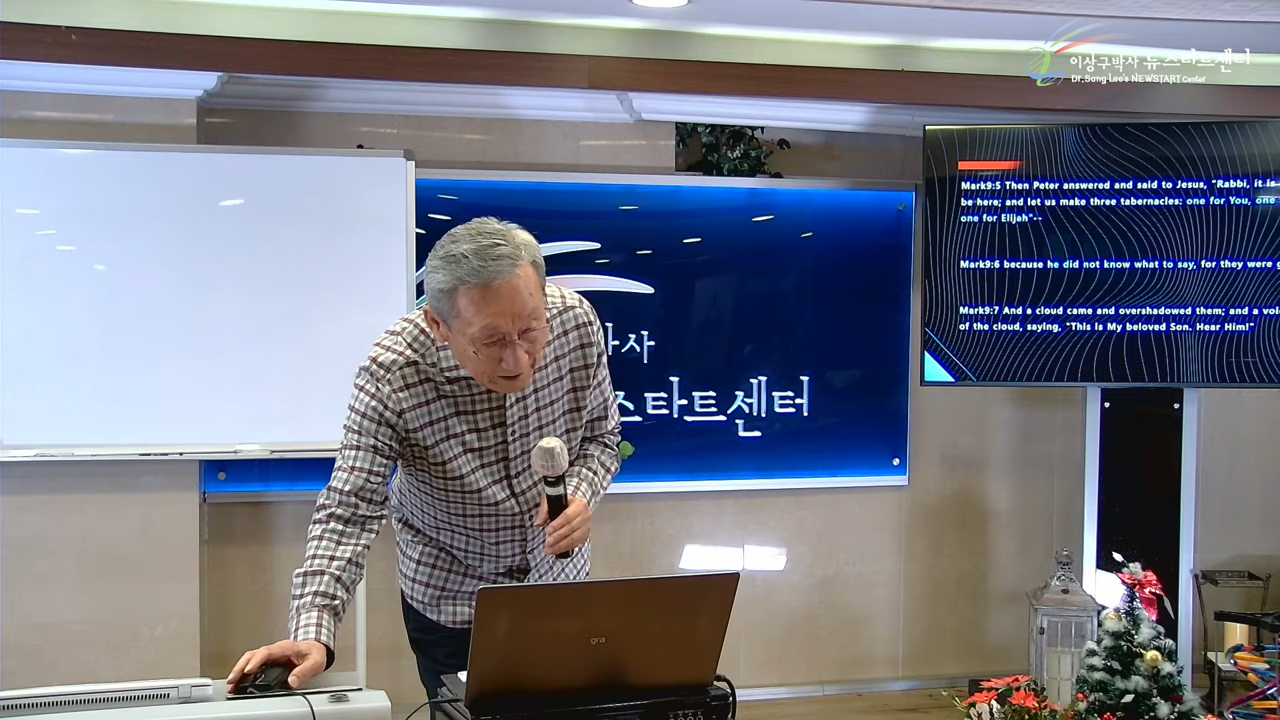 이상구박사 뉴스타트센터
Dr. Sang Lee's NEWSTART Center
Mark9:5 Then Peter answered and said to Jesus, "Rabbi, it is
be here; and let us make three tabernacles: one for You, one
one for Elijah"--
Mark9:6 because he did not know what to say, for they were
Mark9:7 And a cloud came and overshadowed them; and a
of the cloud, saying, "This is My beloved Son. Hear Him!"
사
스타트센터
gra